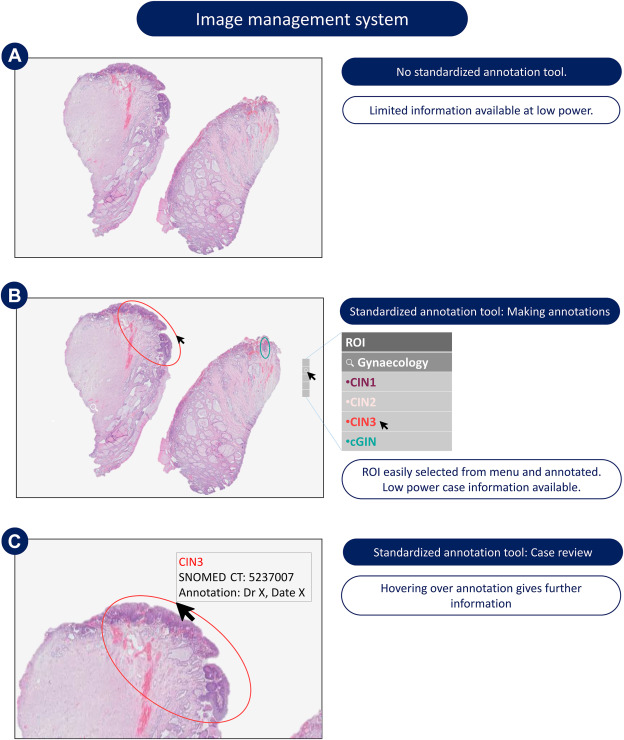 Image management system
A
No standardized annotation tool.
Limited information available at low power.
B
Standardized annotation tool: Making annotations
ROI
Gynaecology
•CIN1
•CIN2
•CIN3
•cGIN
ROI easily selected from menu and annotated.
Low power case information available.
C
CIN3
SNOMED CT: 5237007
Annotation: Dr X, Date X
Standardized annotation tool: Case review
Hovering over annotation gives further
information